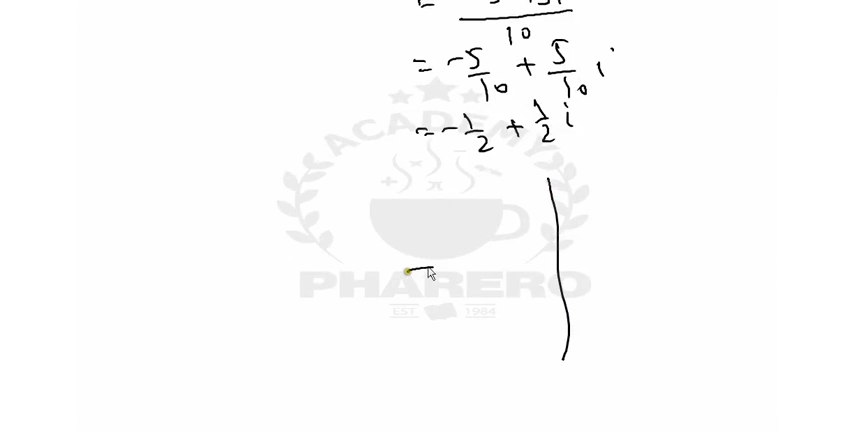 10
= -5/10 + 5/10 i
= -1/2 + 1/2 i
ACADEMY
PHARERO
EST 1984